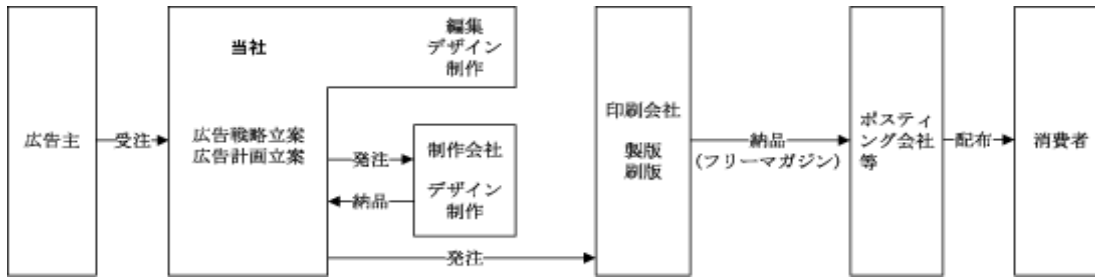 広告主
受注
当社
編集
デザイン
制作
広告戦略立案
広告計画立案
発注
納品
制作会社
デザイン
制作
発注
印刷会社
製版
刷版
納品
(フリーマガジン)
ポスティ
ング会社
等
配布
消費者